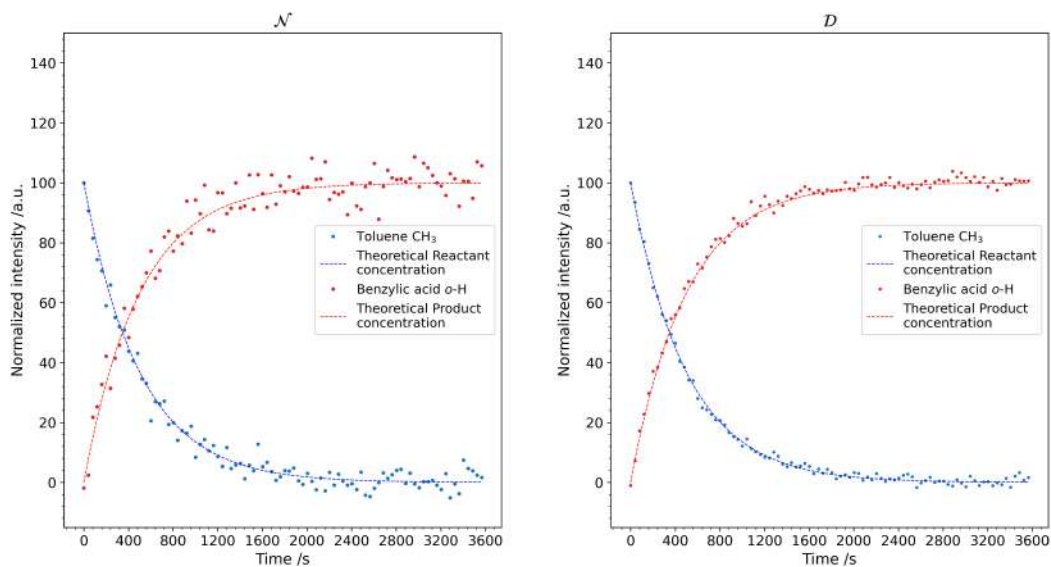 𝒩
140
120
100
80
60
40
20
0
Normalized intensity /a.u.
Toluene CH₃
Theoretical Reactant
concentration
Benzylic acid o-H
Theoretical Product
concentration
0 400 800 1200 1600 2000 2400 2800 3200 3600
Time /s
𝒟
140
120
100
80
60
40
20
0
Normalized intensity /a.u.
Toluene CH₃
Theoretical Reactant
concentration
Benzylic acid o-H
Theoretical Product
concentration
0 400 800 1200 1600 2000 2400 2800 3200 3600
Time /s